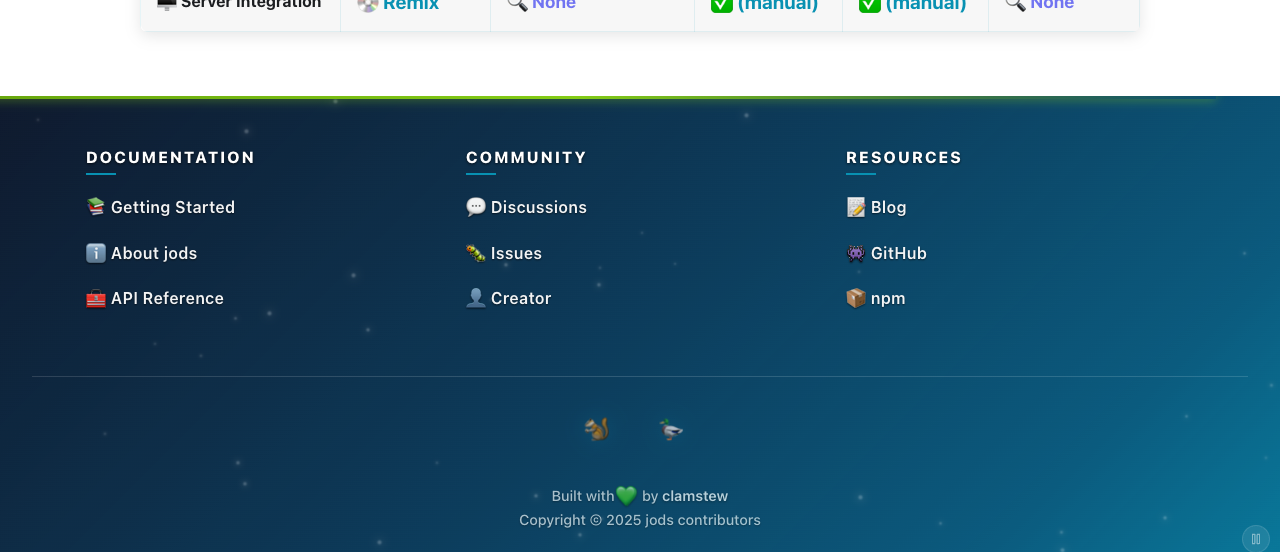 Server Integration Remix None (manual) (manual) None
DOCUMENTATION COMMUNITY RESOURCES
Getting Started Discussions Blog
About jods Issues GitHub
API Reference Creator npm
Built with 💚 by clamstew
Copyright © 2025 jods contributors